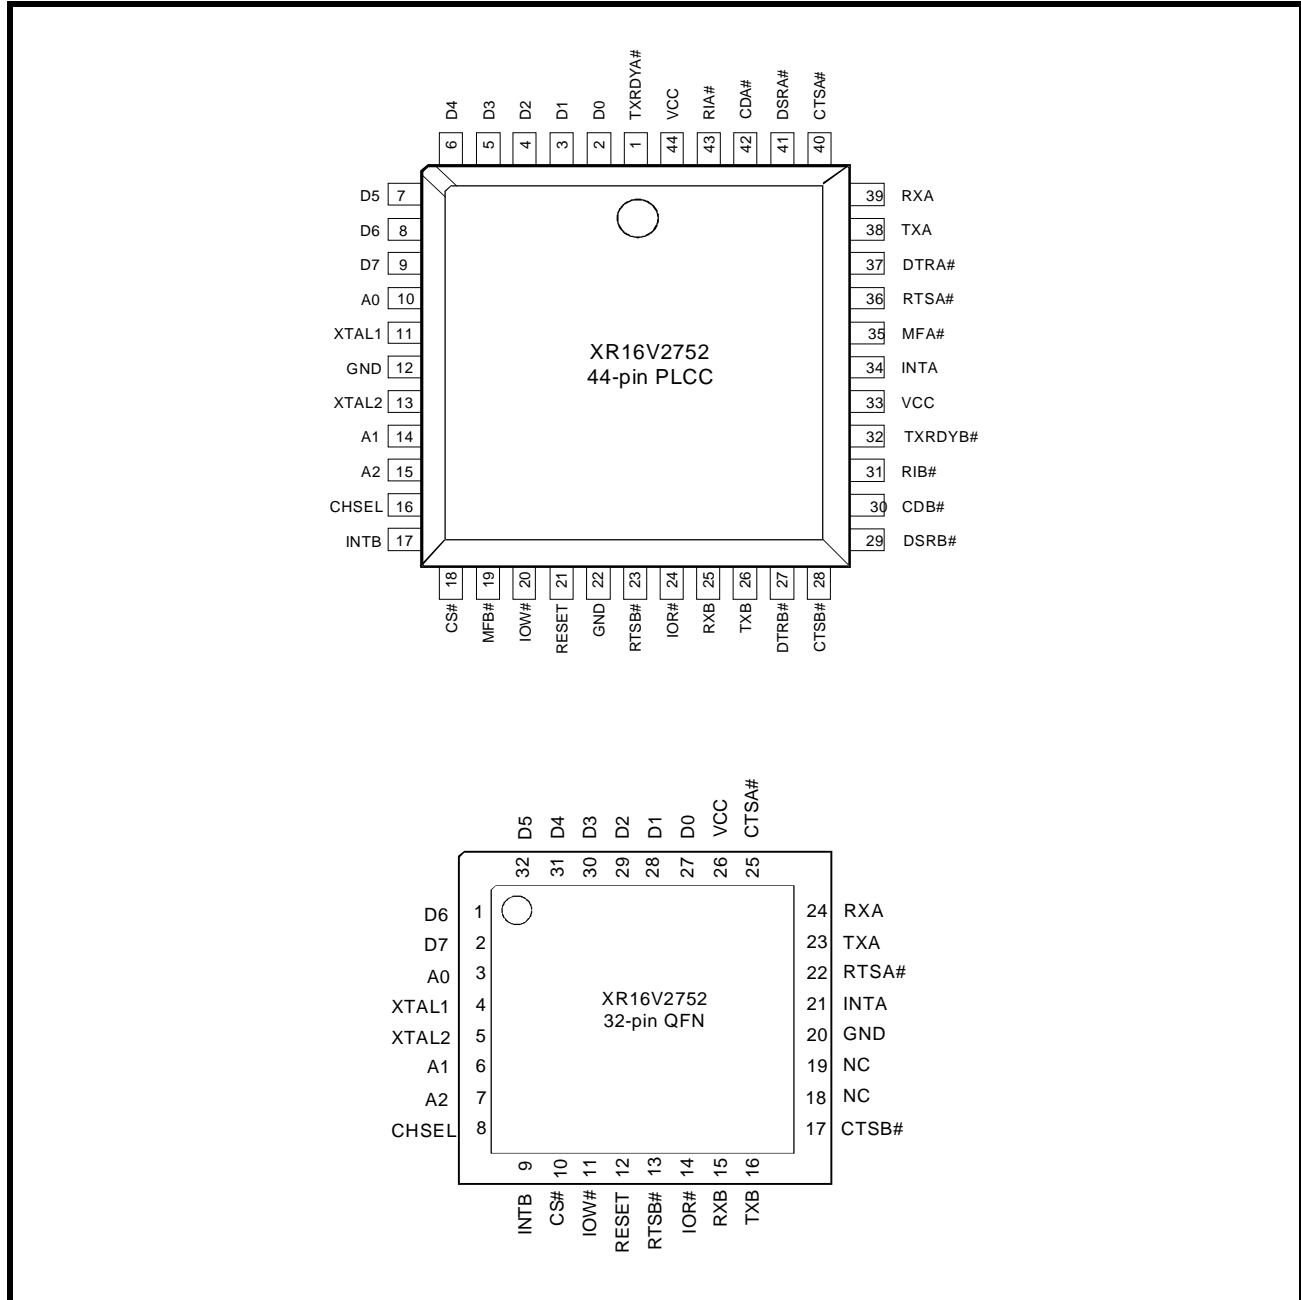 D4 D3 D2 D1 D0 TXRDYA# VCC RIA# CDA# DSRA# CTSA#
6 5 4 3 2 1 44 43 42 41 40
D5 7 39 RXA
D6 8 38 TXA
D7 9 37 DTRA#
A0 10 36 RTSA#
XTAL1 11 35 MFA#
GND 12 34 INTA
XTAL2 13 33 VCC
A1 14 32 TXRDYB#
A2 15 31 RIB#
CHSEL 16 30 CDB#
INTB 17 29 DSRB#
XR16V2752
44-pin PLCC
18 19 20 21 22 23 24 25 26 27 28
CS# MFB# IOW# RESET GND RTSB# IOR# RXB TXB DTRB# CTSB#
D5 D4 D3 D2 D1 D0 VCC CTSA#
32 31 30 29 28 27 26 25
D6 1 24 RXA
D7 2 23 TXA
A0 3 22 RTSA#
XTAL1 4 21 INTA
XTAL2 5 20 GND
A1 6 19 NC
A2 7 18 NC
CHSEL 8 17 CTSB#
XR16V2752
32-pin QFN
9 10 11 12 13 14 15 16
INTB CS# IOW# RESET RTSB# IOR# RXB TXB